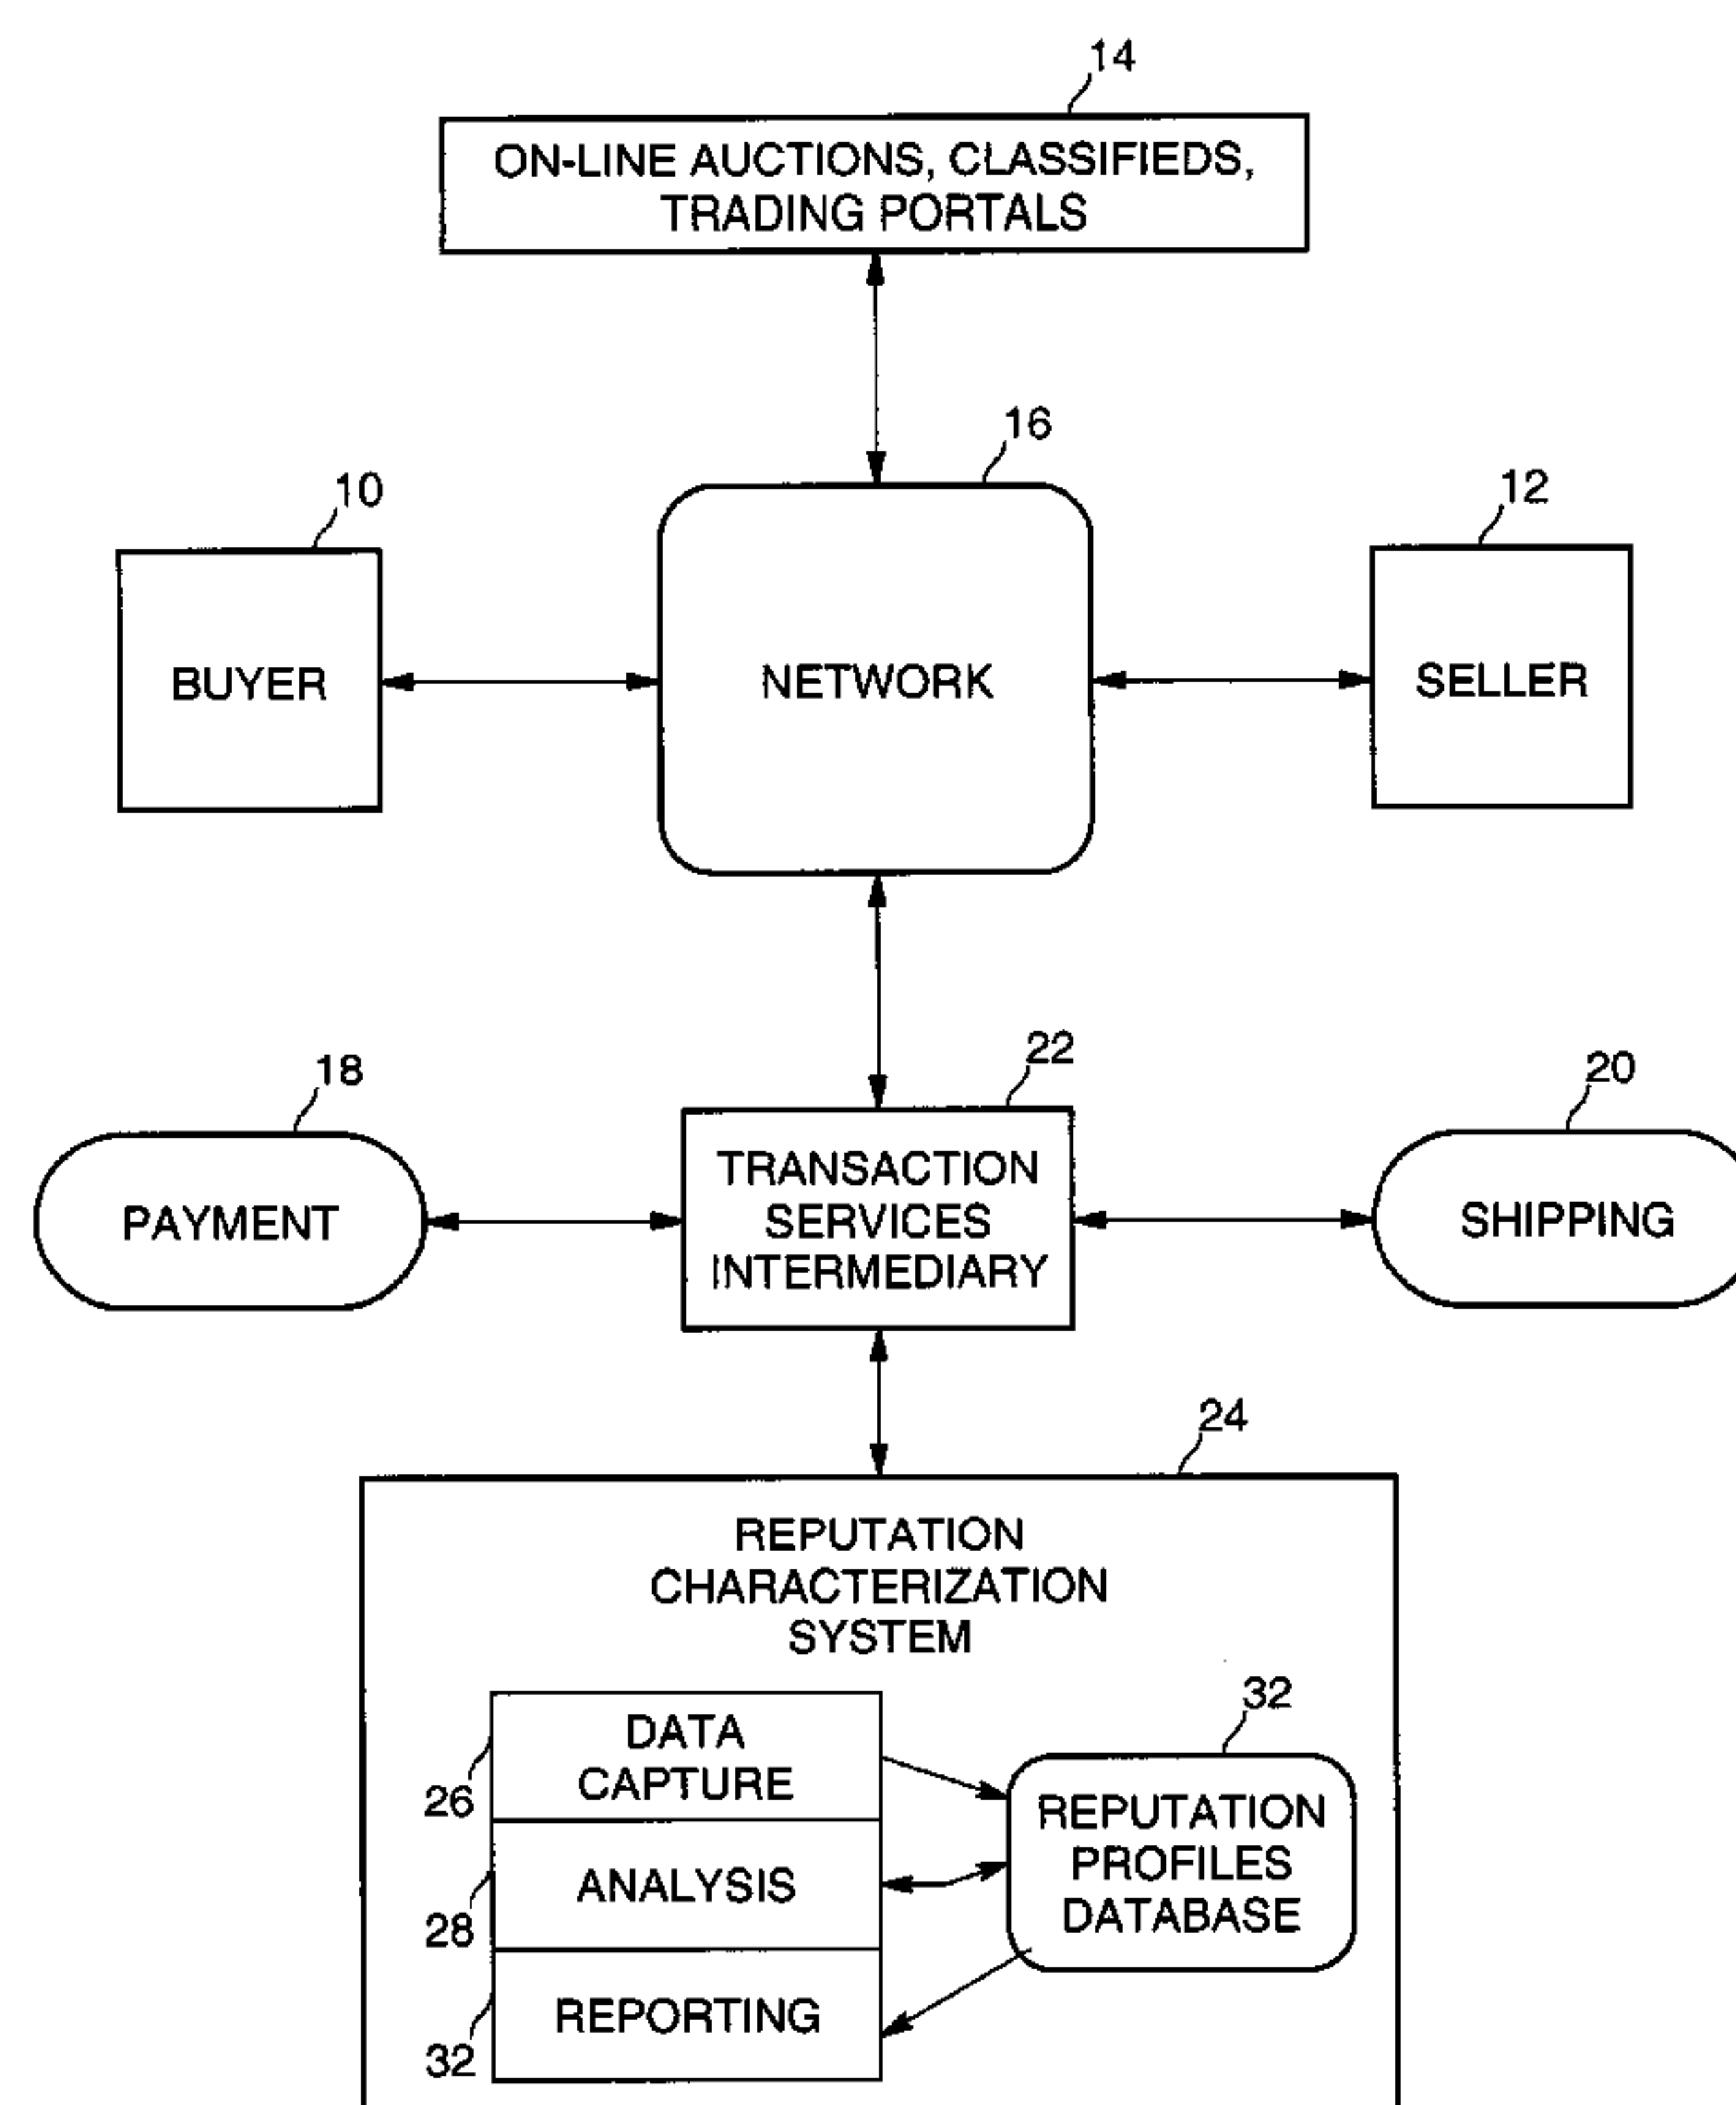 14
ON-LINE AUCTIONS, CLASSIFIEDS,
TRADING PORTALS
16
10
12
BUYER
NETWORK
SELLER
22
18
20
TRANSACTION
SERVICES
INTERMEDIARY
PAYMENT
SHIPPING
24
REPUTATION
CHARACTERIZATION
SYSTEM
32
DATA
CAPTURE
26
REPUTATION
PROFILES
DATABASE
ANALYSIS
28
REPORTING
32